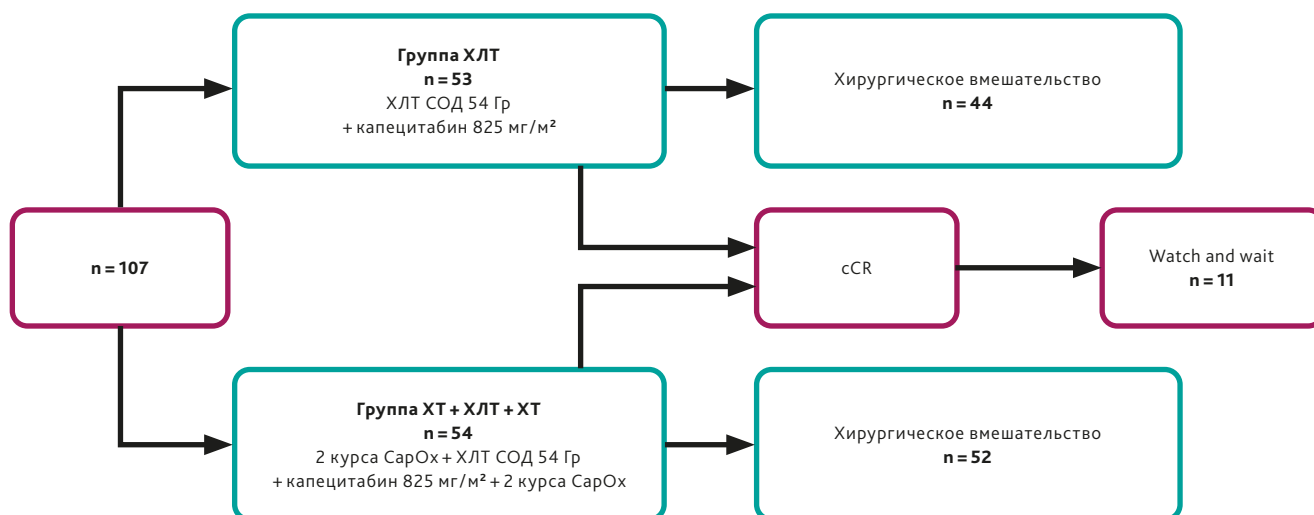 Группа ХЛТ
n = 53
ХЛТ СОД 54 Гр
+ капецитабин 825 мг/м²
Хирургическое вмешательство
n = 44
n = 107
cCR
Watch and wait
n = 11
Группа ХТ + ХЛТ + ХТ
n = 54
2 курса CapOx + ХЛТ СОД 54 Гр
+ капецитабин 825 мг/м² + 2 курса CapOx
Хирургическое вмешательство
n = 52